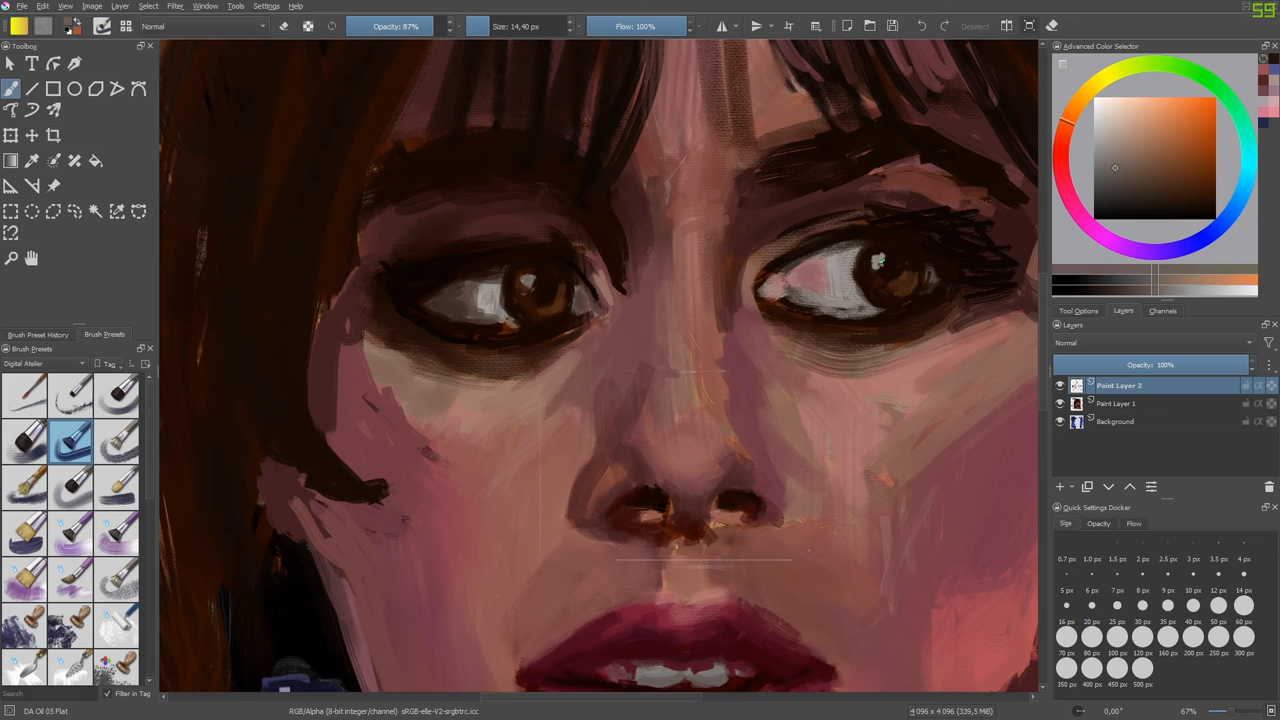 File Edit View Image Layer Select Filter Tools Settings Help
59
Normal
Opacity: 87%
Size: 14,40 px
Flow: 100%
Deselect
Toolbox
Advanced Color Selector
Tool Options Layers Channels
Layers
Normal
Opacity: 100%
Paint Layer 2
Paint Layer 1
Background
Brush Preset History Brush Presets
Brush Presets
Digital Atelier
Tag
Quick Settings Docker
Size Opacity Flow
0.7 px 1.0 px 1.5 px 2 px 2.5 px 3 px 3.5 px 4 px
5 px 6 px 7 px 8 px 9 px 10 px 12 px 14 px
16 px 20 px 25 px 30 px 35 px 40 px 50 px 60 px
70 px 80 px 100 px 120 px 160 px 200 px 250 px 300 px
350 px 400 px 450 px 500 px
Search
Filter in Tag
DA Oil 05 Flat
RGB/Alpha (8-bit integer/channel) sRGB-elle-V2-srgbtrc.icc
4 096 x 4 096 (339,5 MiB)
0,00°
67%